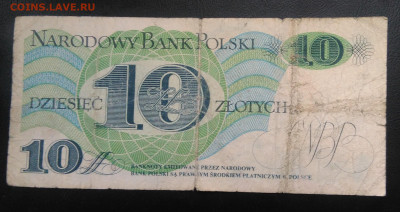 COINS.LAVE.RU
NARODOWY BANK POLSKI
10
DZIESIĘĆ 10 ZŁOTYCH
10 zł
BANKNOTY EMITOWANE PRZEZ NARODOWY
BANK POLSKI SĄ PRAWNYM ŚRODKIEM PŁATNICZYM W POLSCE
NBP